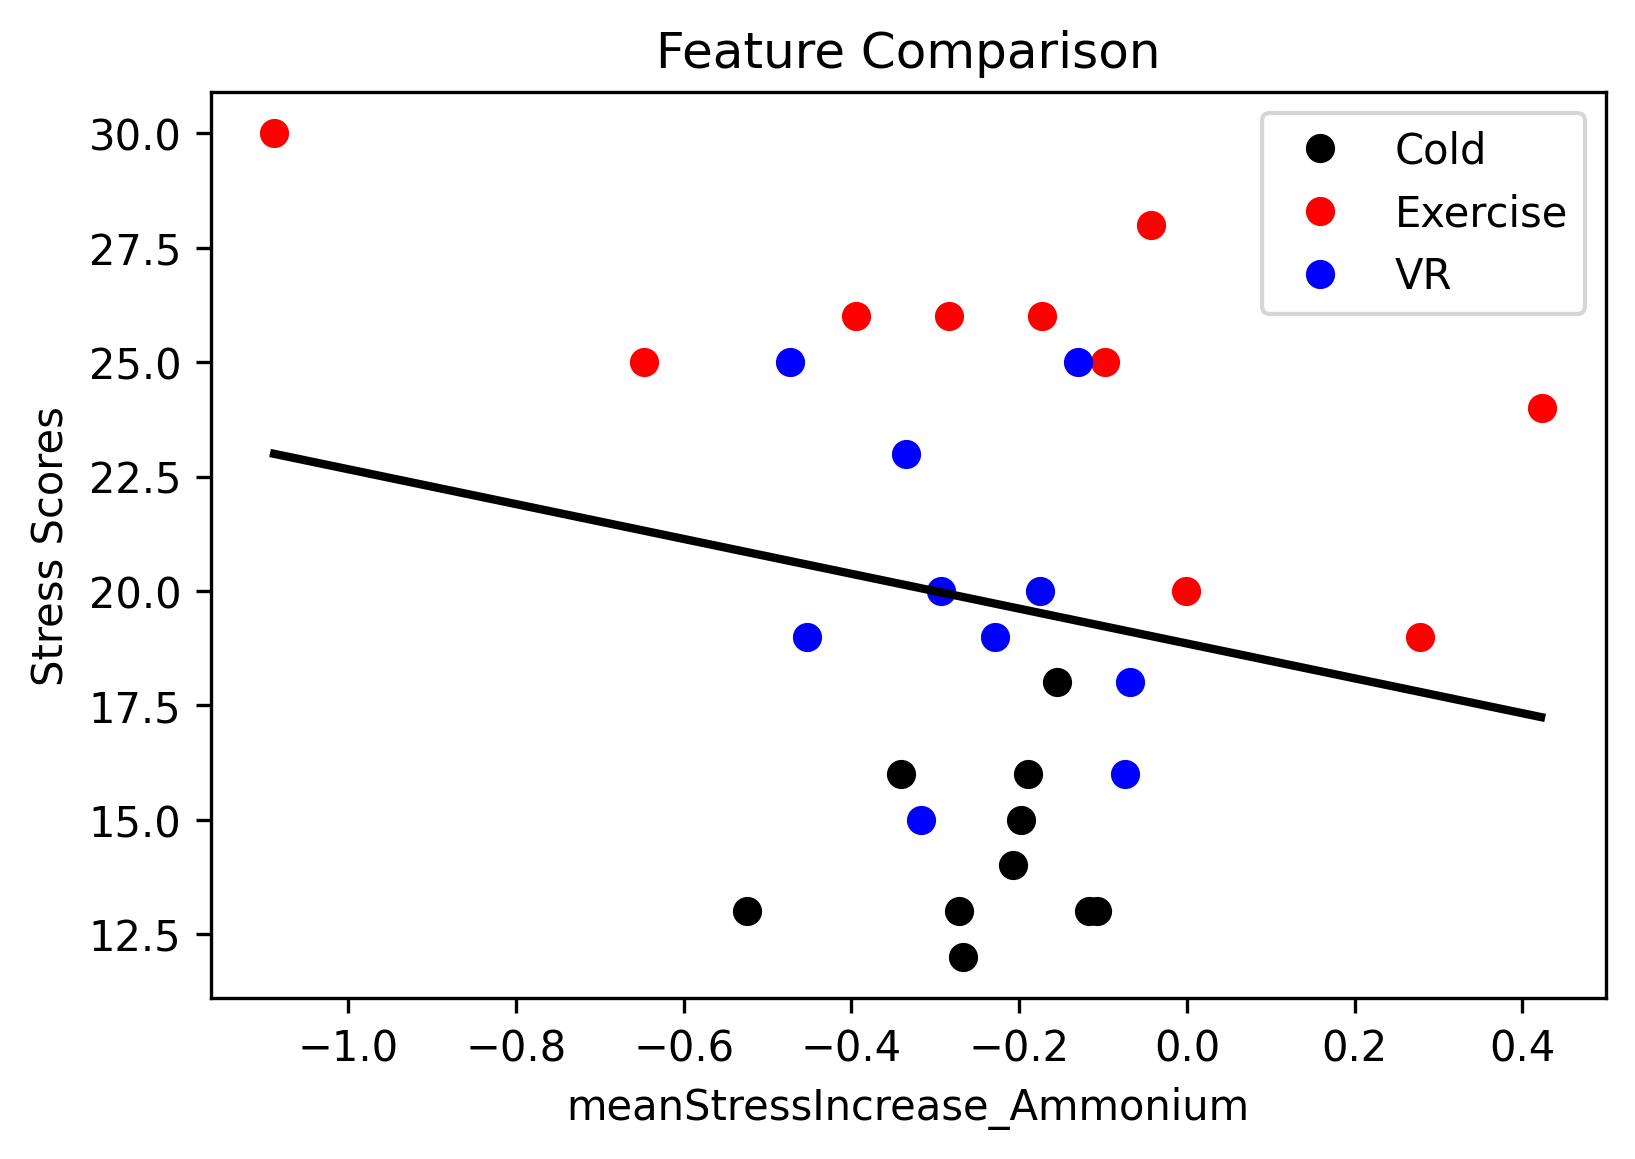 Feature Comparison
Cold
Exercise
VR
Stress Scores
30.0
27.5
25.0
22.5
20.0
17.5
15.0
12.5
−1.0 −0.8 −0.6 −0.4 −0.2 0.0 0.2 0.4
meanStressIncrease_Ammonium